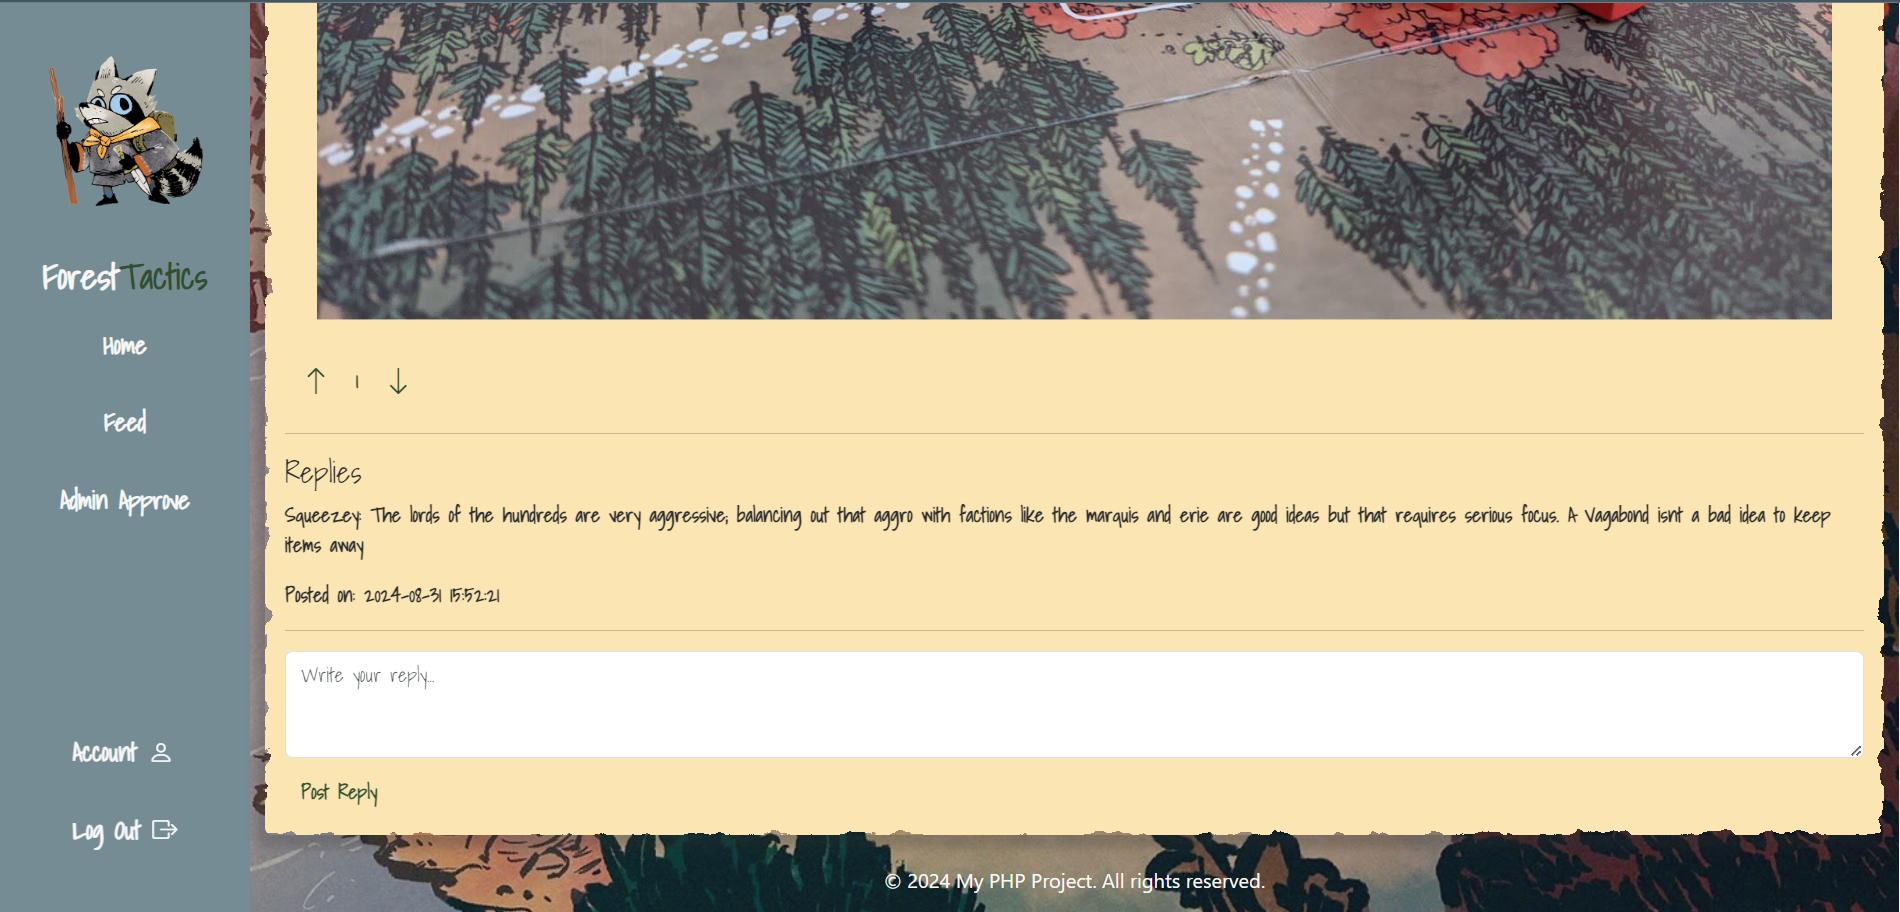 Forest Tactics
Home
Feed
Admin Approve
Account
Log Out
1
Replies
Squeezey: The lords of the hundreds are very aggressive; balancing out that aggro with factions like the marquis and erie are good ideas but that requires serious focus. A Vagabond isnt a bad idea to keep
items away
Posted on: 2024-08-31 15:52:21
Write your reply...
Post Reply
© 2024 My PHP Project. All rights reserved.